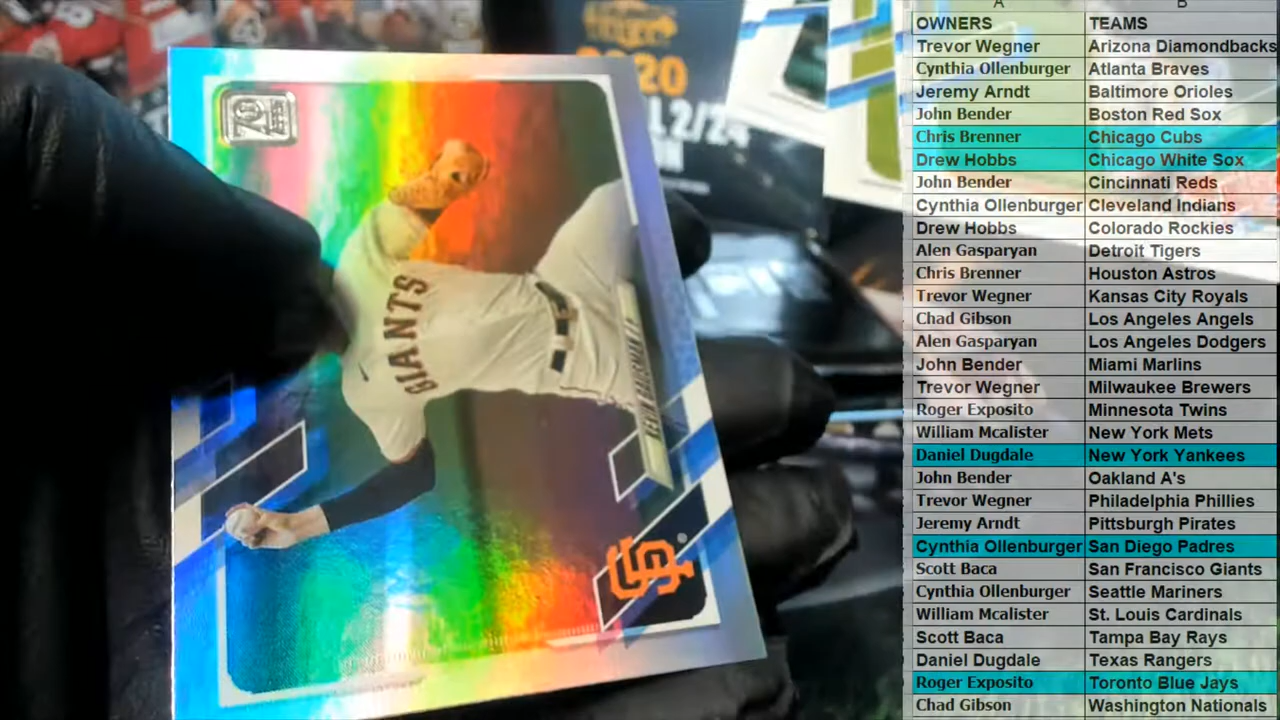 70
GIANTS
SF
®
2020
L 2/24
A
B
OWNERS TEAMS
Trevor Wegner Arizona Diamondbacks
Cynthia Ollenburger Atlanta Braves
Jeremy Arndt Baltimore Orioles
John Bender Boston Red Sox
Chris Brenner Chicago Cubs
Drew Hobbs Chicago White Sox
John Bender Cincinnati Reds
Cynthia Ollenburger Cleveland Indians
Drew Hobbs Colorado Rockies
Alen Gasparyan Detroit Tigers
Chris Brenner Houston Astros
Trevor Wegner Kansas City Royals
Chad Gibson Los Angeles Angels
Alen Gasparyan Los Angeles Dodgers
John Bender Miami Marlins
Trevor Wegner Milwaukee Brewers
Roger Exposito Minnesota Twins
William Mcalister New York Mets
Daniel Dugdale New York Yankees
John Bender Oakland A's
Trevor Wegner Philadelphia Phillies
Jeremy Arndt Pittsburgh Pirates
Cynthia Ollenburger San Diego Padres
Scott Baca San Francisco Giants
Cynthia Ollenburger Seattle Mariners
William Mcalister St. Louis Cardinals
Scott Baca Tampa Bay Rays
Daniel Dugdale Texas Rangers
Roger Exposito Toronto Blue Jays
Chad Gibson Washington Nationals